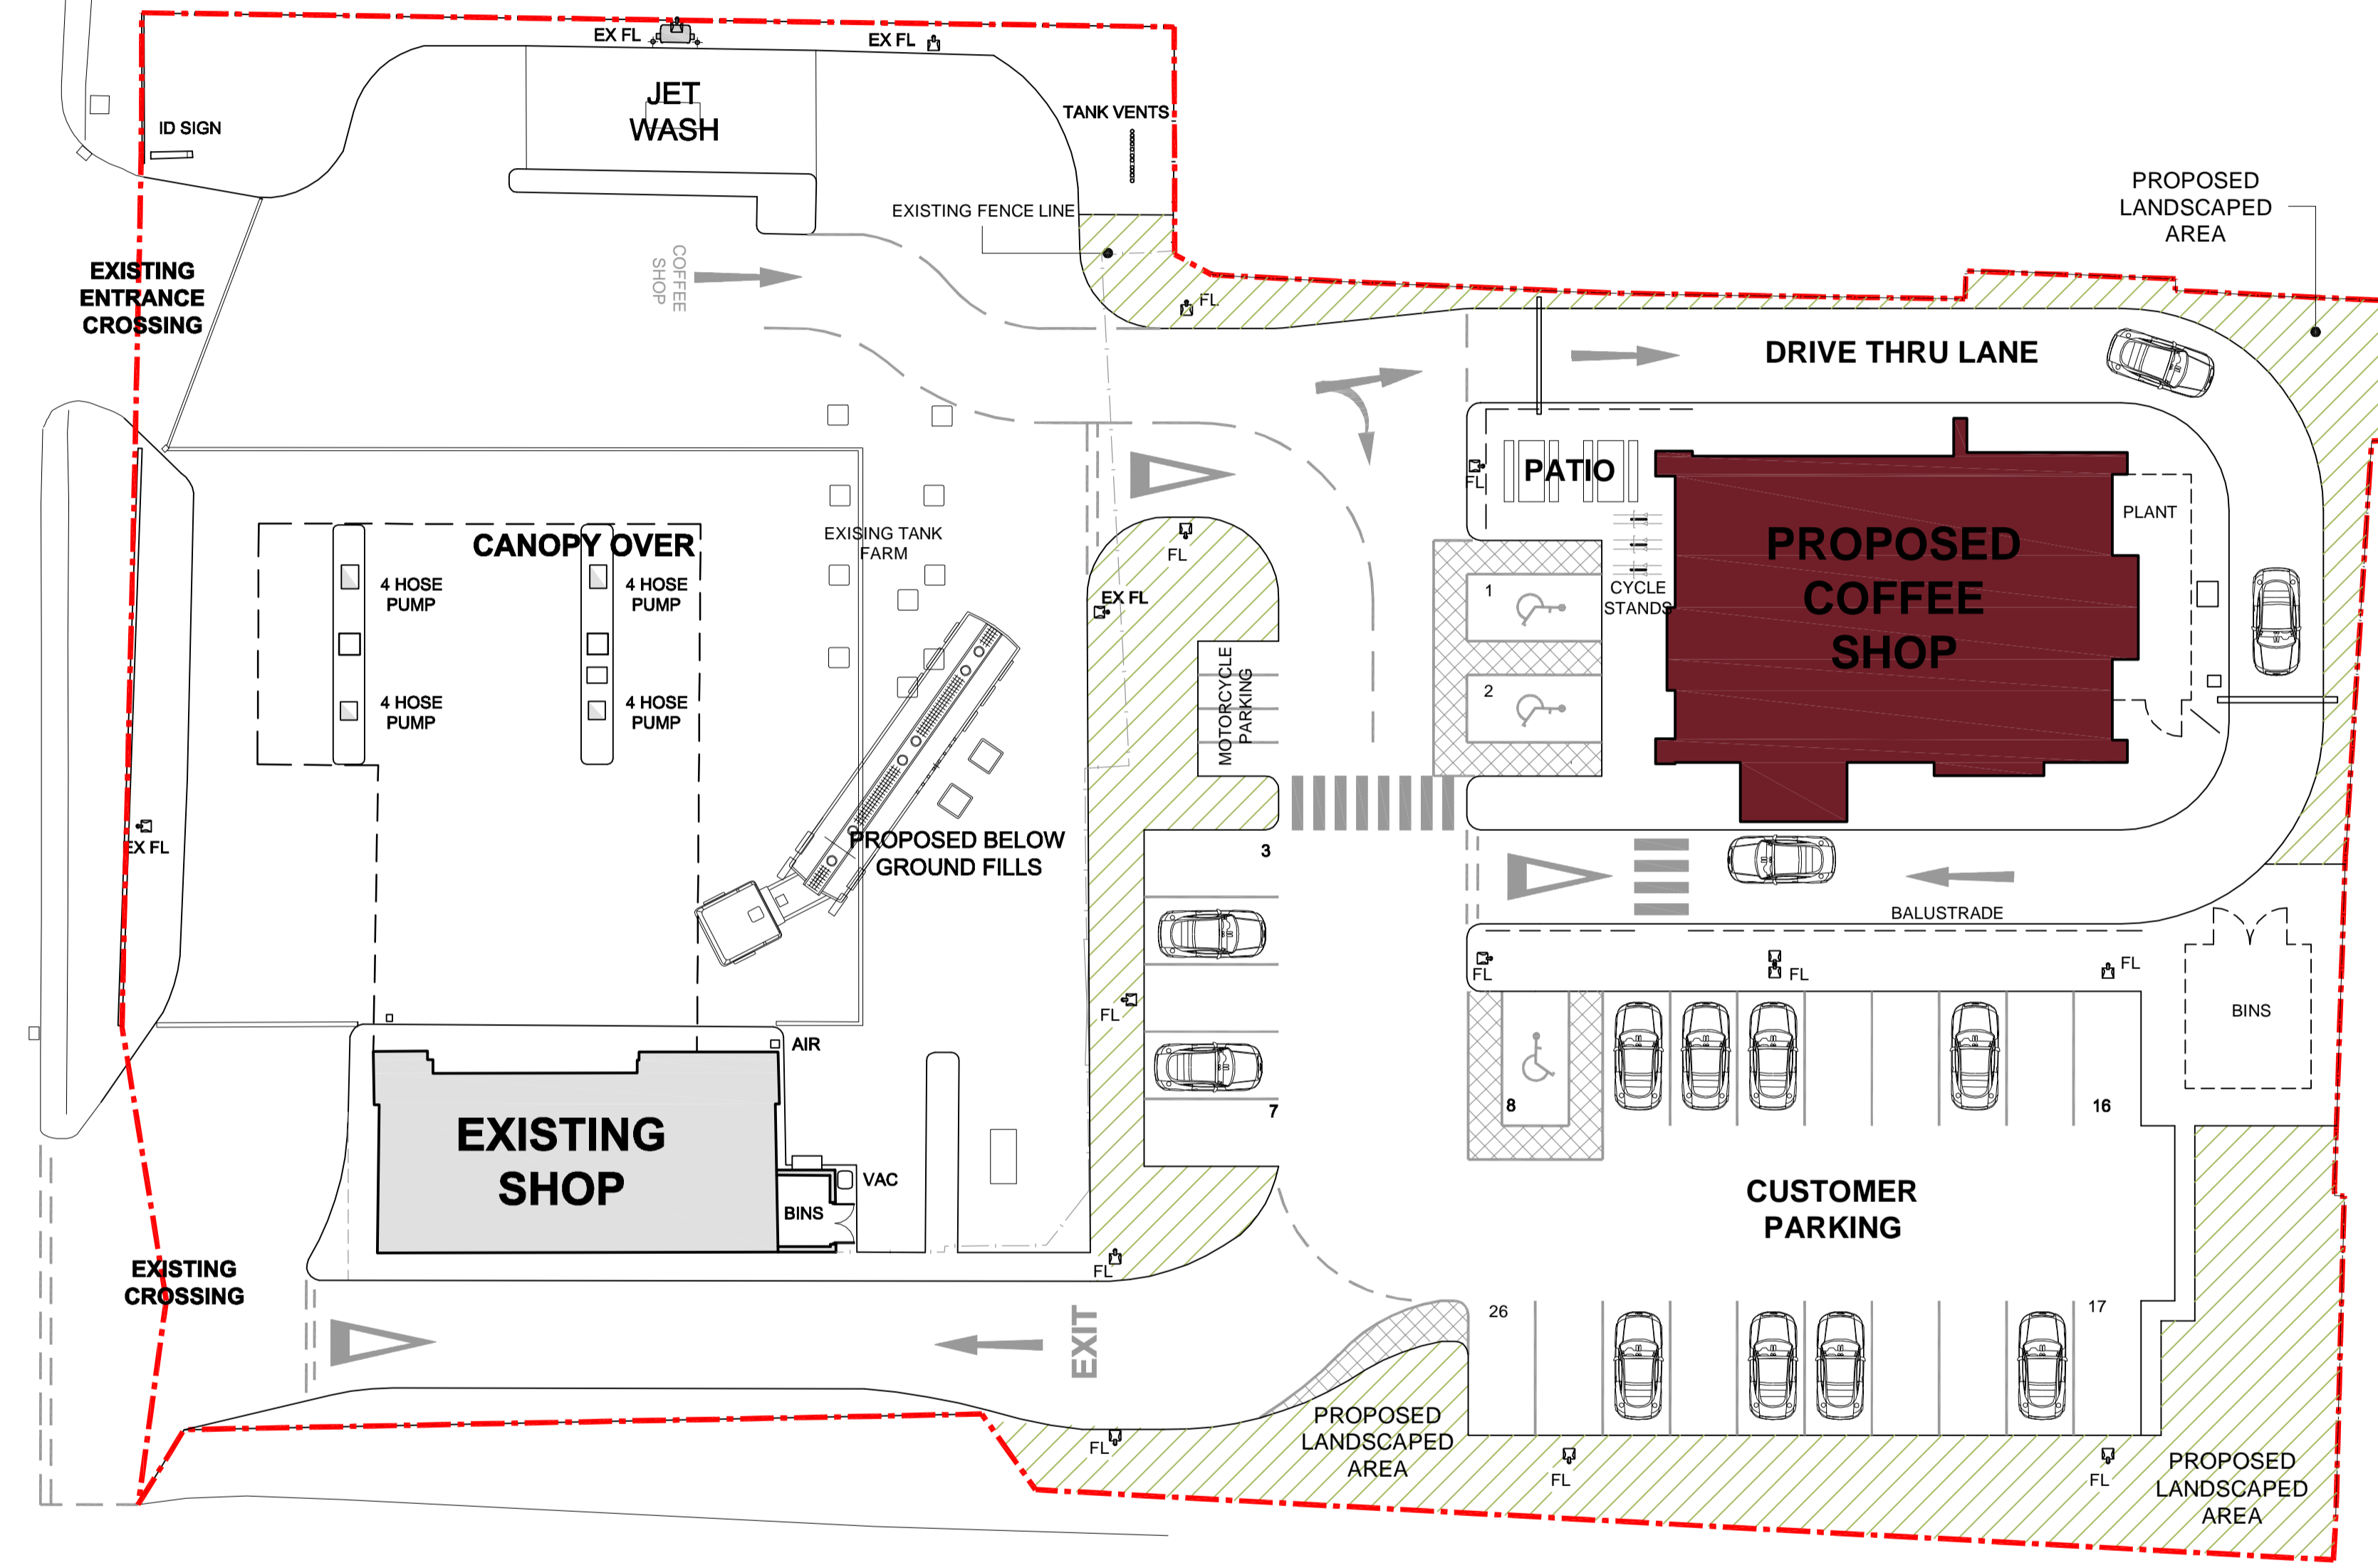 EX FL
EX FL
JET
WASH
TANK VENTS
ID SIGN
PROPOSED
LANDSCAPED
AREA
EXISTING FENCE LINE
EXISTING
ENTRANCE
CROSSING
COFFEE
SHOP
FL
DRIVE THRU LANE
PATIO
FL
PLANT
CANOPY OVER
EXISING TANK
FARM
FL
PROPOSED
COFFEE
SHOP
4 HOSE
PUMP
4 HOSE
PUMP
EX FL
1
CYCLE
STANDS
MOTORCYCLE
PARKING
2
4 HOSE
PUMP
4 HOSE
PUMP
EX FL
PROPOSED BELOW
GROUND FILLS
3
BALUSTRADE
FL
FL
FL
FL
BINS
AIR
7
8
16
EXISTING
SHOP
VAC
BINS
CUSTOMER
PARKING
EXISTING
CROSSING
FL
26
17
EXIT
PROPOSED
LANDSCAPED
AREA
FL
FL
FL
PROPOSED
LANDSCAPED
AREA